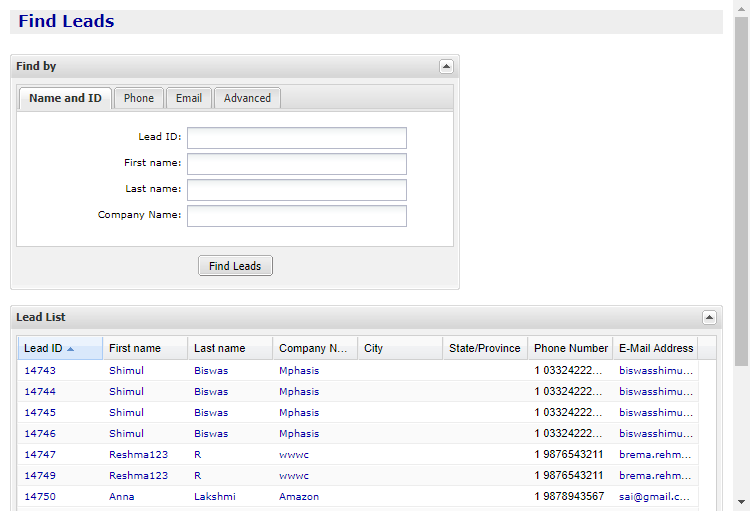 Find Leads
Find by
Name and ID Phone Email Advanced
Lead ID:
First name:
Last name:
Company Name:
Find Leads
Lead List
Lead ID First name Last name Company N... City State/Province Phone Number E-Mail Address
14743 Shimul Biswas Mphasis 1 03324222... biswasshimu...
14744 Shimul Biswas Mphasis 1 03324222... biswasshimu...
14745 Shimul Biswas Mphasis 1 03324222... biswasshimu...
14746 Shimul Biswas Mphasis 1 03324222... biswasshimu...
14747 Reshma123 R wwwc 1 9876543211 brema.rehm...
14749 Reshma123 R wwwc 1 9876543211 brema.rehm...
14750 Anna Lakshmi Amazon 1 9878943567 sai@gmail.c...